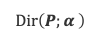 Dir(𝑷; 𝜶)